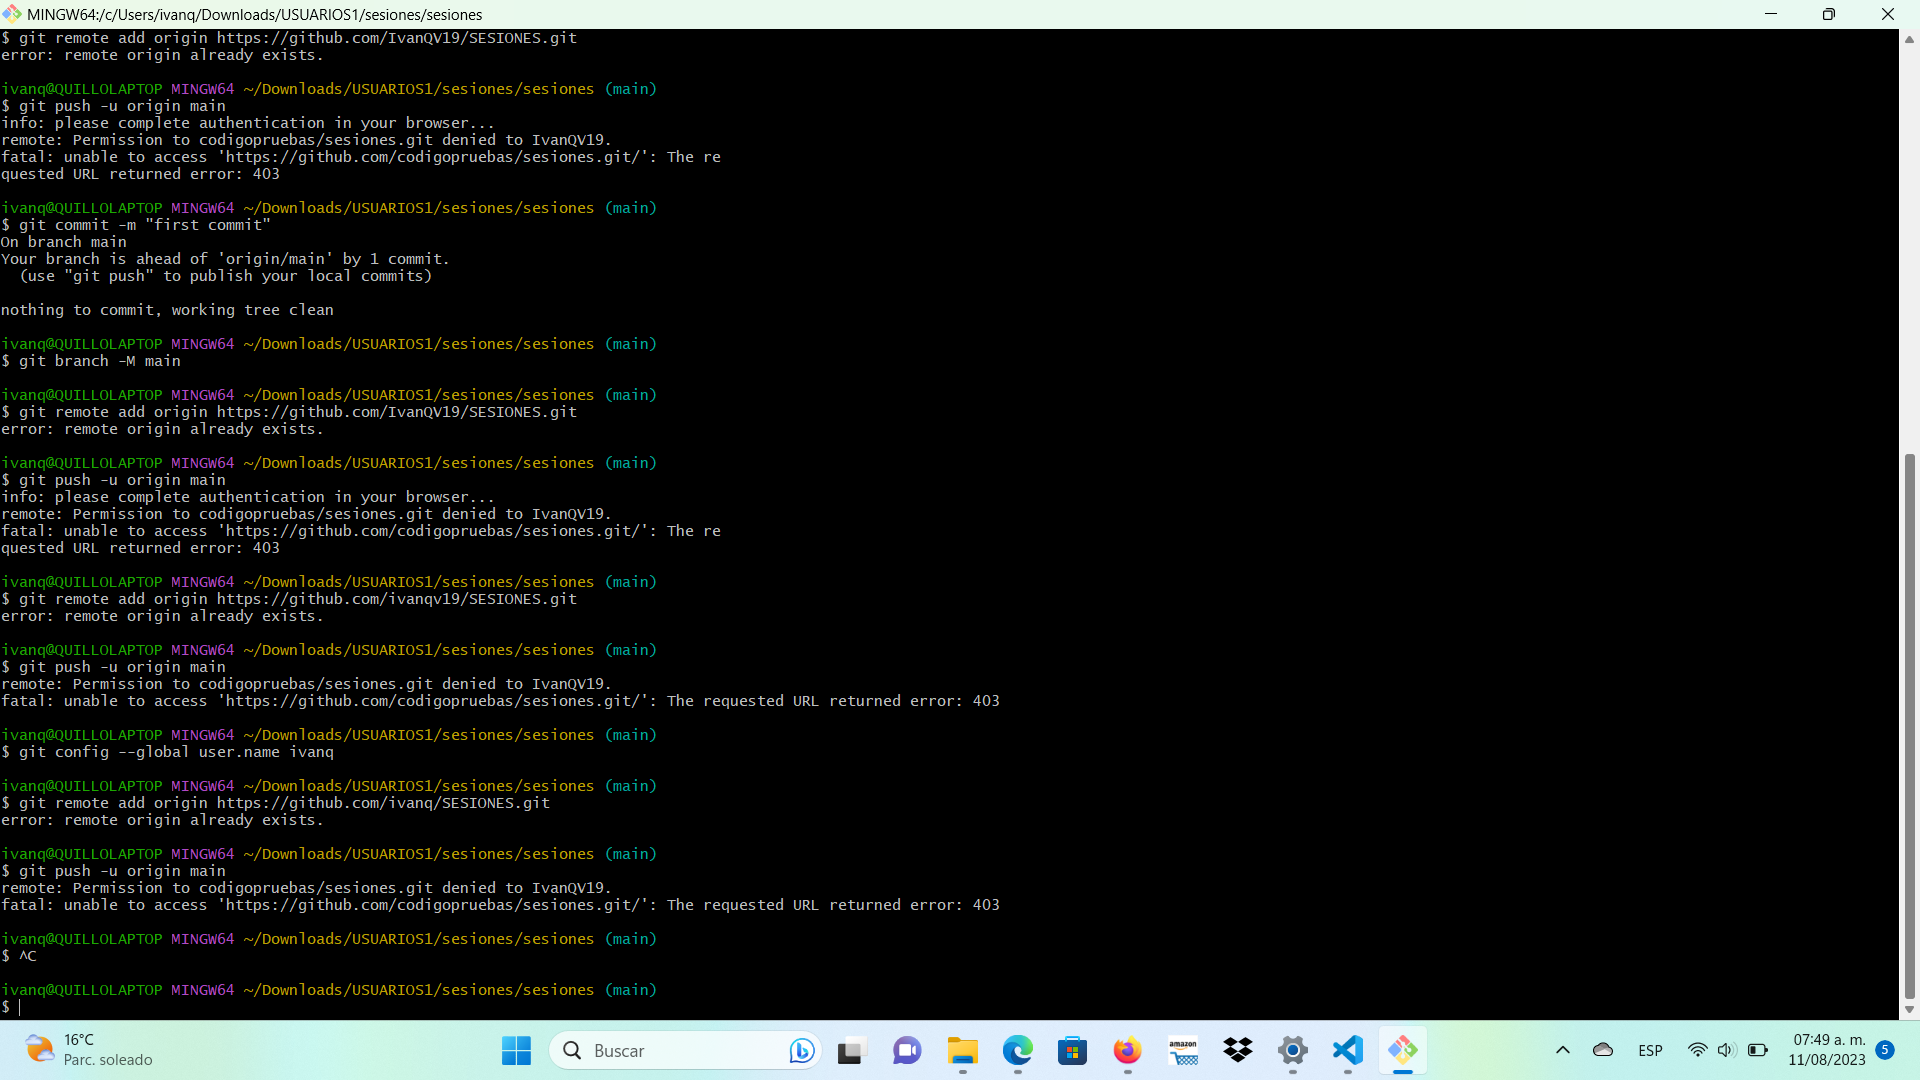 MINGW64:/c/Users/ivanq/Downloads/USUARIOS1/sesiones/sesiones
$ git remote add origin https://github.com/IvanQV19/SESIONES.git
error: remote origin already exists.
ivanq@QUILLOLAPTOP MINGW64 ~/Downloads/USUARIOS1/sesiones/sesiones (main)
$ git push -u origin main
info: please complete authentication in your browser...
remote: Permission to codigopruebas/sesiones.git denied to IvanQV19.
fatal: unable to access 'https://github.com/codigopruebas/sesiones.git/': The re
quested URL returned error: 403
ivanq@QUILLOLAPTOP MINGW64 ~/Downloads/USUARIOS1/sesiones/sesiones (main)
$ git commit -m "first commit"
On branch main
Your branch is ahead of 'origin/main' by 1 commit.
  (use "git push" to publish your local commits)
nothing to commit, working tree clean
ivanq@QUILLOLAPTOP MINGW64 ~/Downloads/USUARIOS1/sesiones/sesiones (main)
$ git branch -M main
ivanq@QUILLOLAPTOP MINGW64 ~/Downloads/USUARIOS1/sesiones/sesiones (main)
$ git remote add origin https://github.com/IvanQV19/SESIONES.git
error: remote origin already exists.
ivanq@QUILLOLAPTOP MINGW64 ~/Downloads/USUARIOS1/sesiones/sesiones (main)
$ git push -u origin main
info: please complete authentication in your browser...
remote: Permission to codigopruebas/sesiones.git denied to IvanQV19.
fatal: unable to access 'https://github.com/codigopruebas/sesiones.git/': The re
quested URL returned error: 403
ivanq@QUILLOLAPTOP MINGW64 ~/Downloads/USUARIOS1/sesiones/sesiones (main)
$ git remote add origin https://github.com/ivanqv19/SESIONES.git
error: remote origin already exists.
ivanq@QUILLOLAPTOP MINGW64 ~/Downloads/USUARIOS1/sesiones/sesiones (main)
$ git push -u origin main
remote: Permission to codigopruebas/sesiones.git denied to IvanQV19.
fatal: unable to access 'https://github.com/codigopruebas/sesiones.git/': The requested URL returned error: 403
ivanq@QUILLOLAPTOP MINGW64 ~/Downloads/USUARIOS1/sesiones/sesiones (main)
$ git config --global user.name ivanq
ivanq@QUILLOLAPTOP MINGW64 ~/Downloads/USUARIOS1/sesiones/sesiones (main)
$ git remote add origin https://github.com/ivanq/SESIONES.git
error: remote origin already exists.
ivanq@QUILLOLAPTOP MINGW64 ~/Downloads/USUARIOS1/sesiones/sesiones (main)
$ git push -u origin main
remote: Permission to codigopruebas/sesiones.git denied to IvanQV19.
fatal: unable to access 'https://github.com/codigopruebas/sesiones.git/': The requested URL returned error: 403
ivanq@QUILLOLAPTOP MINGW64 ~/Downloads/USUARIOS1/sesiones/sesiones (main)
$ ^C
ivanq@QUILLOLAPTOP MINGW64 ~/Downloads/USUARIOS1/sesiones/sesiones (main)
$
16°C
Parc. soleado
Buscar
amazon
ESP
07:49 a. m.
11/08/2023
5